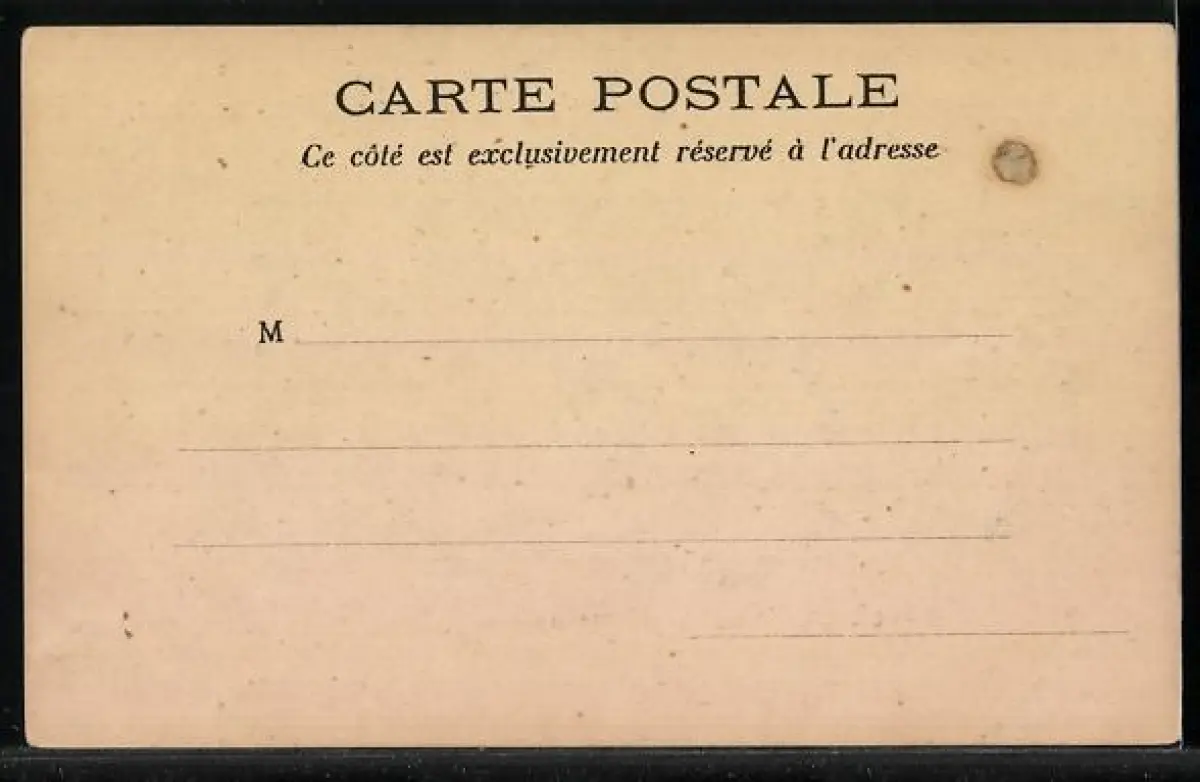 CARTE POSTALE
Ce côté est exclusivement réservé à l'adresse
M